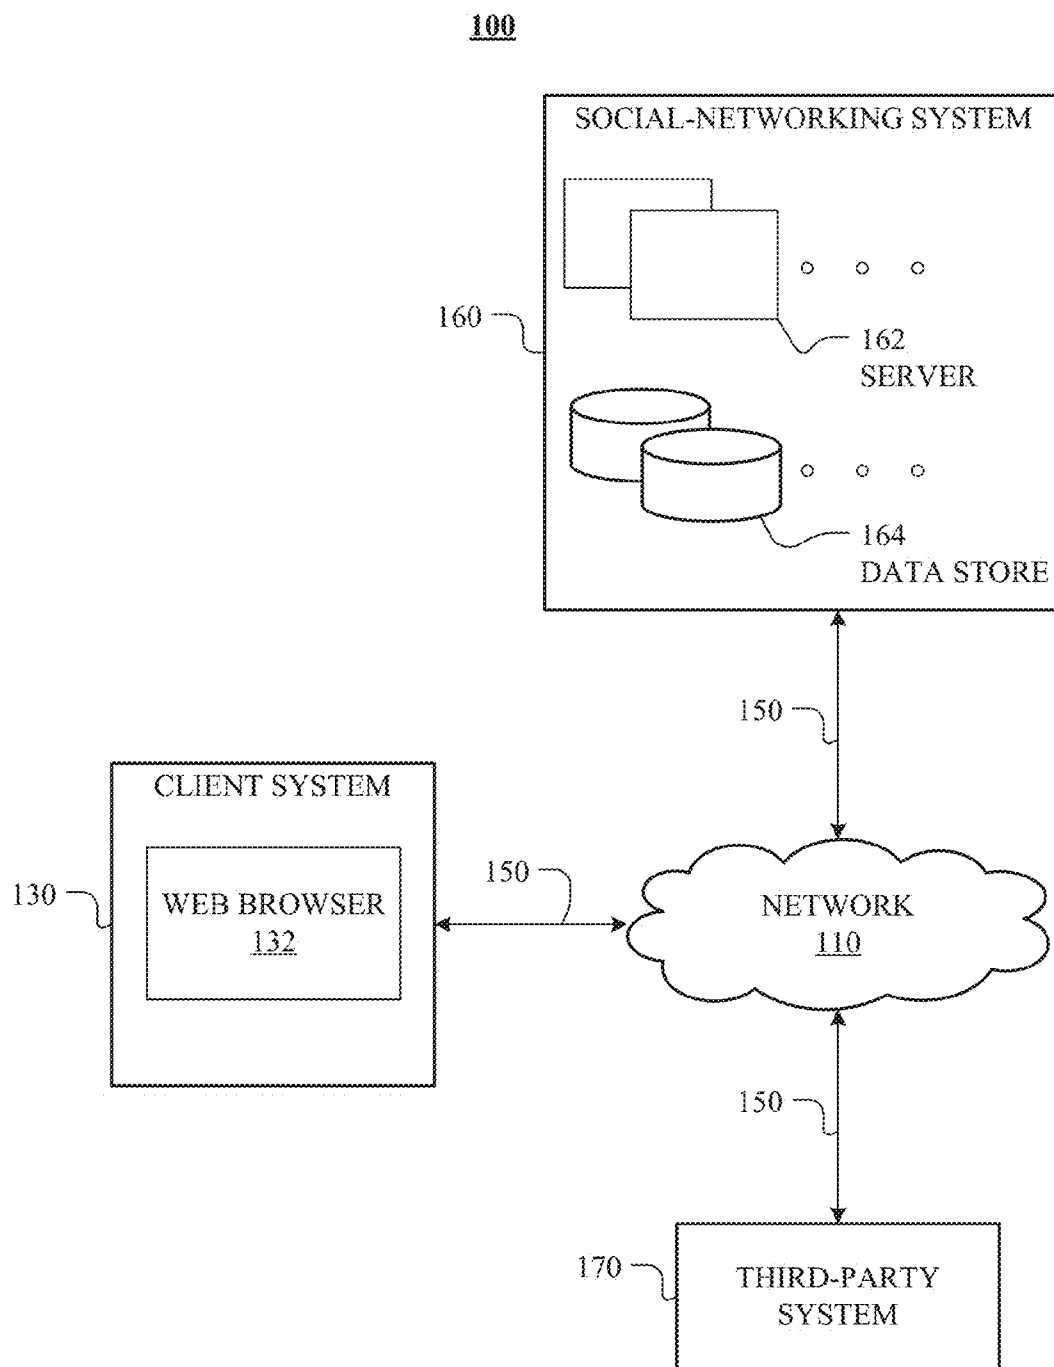 100
SOCIAL-NETWORKING SYSTEM
160
162
SERVER
164
DATA STORE
150
CLIENT SYSTEM
130
WEB BROWSER
132
150
NETWORK
110
150
170
THIRD-PARTY
SYSTEM